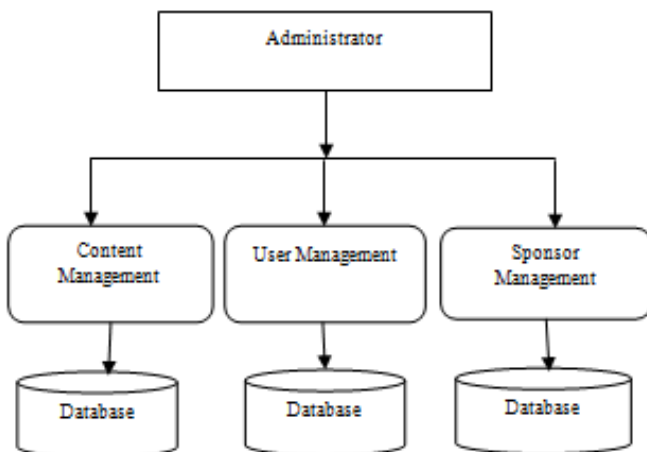 Administrator
Content
Management
User Management
Sponsor
Management
Database
Database
Database